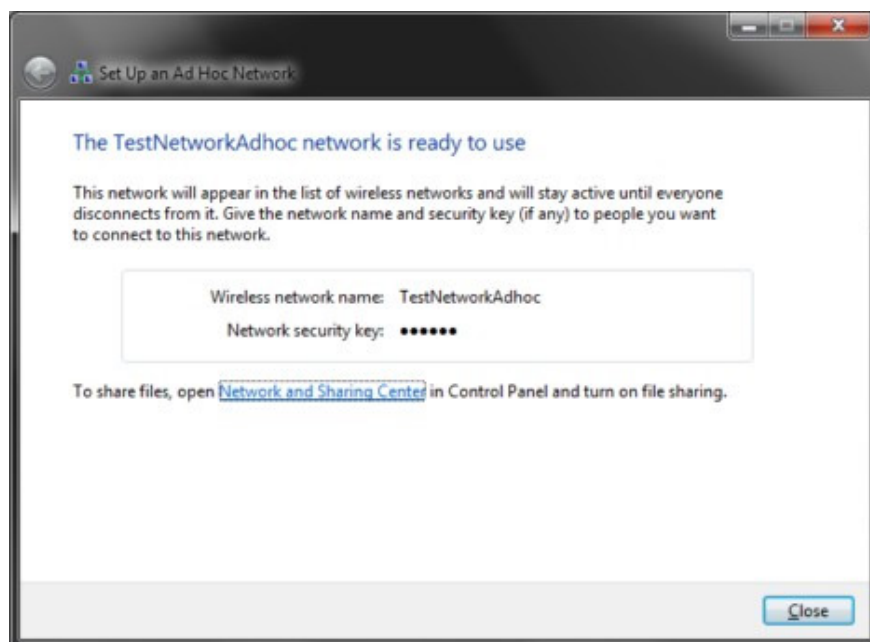 Set Up an Ad Hoc Network
The TestNetworkAdhoc network is ready to use
This network will appear in the list of wireless networks and will stay active until everyone
disconnects from it. Give the network name and security key (if any) to people you want
to connect to this network.
Wireless network name: TestNetworkAdhoc
Network security key: ••••••
To share files, open Network and Sharing Center in Control Panel and turn on file sharing.
Close